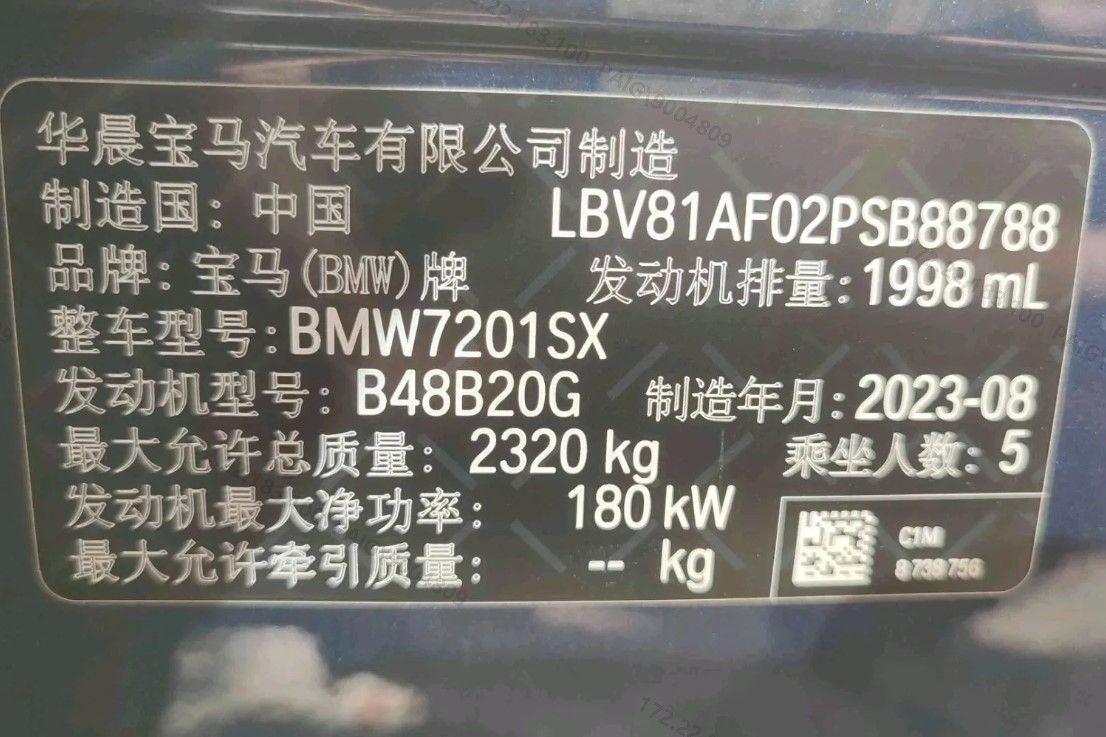 华晨宝马汽车有限公司制造
制造国：中国 LBV81AF02PSB88788
品牌：宝马(BMW)牌 发动机排量：1998 mL
整车型号：BMW7201SX
发动机型号：B48B20G 制造年月：2023-08
最大允许总质量：2320 kg 乘坐人数：5
发动机最大净功率：180 kW
最大允许牵引质量：-- kg
C1M
8 738 756